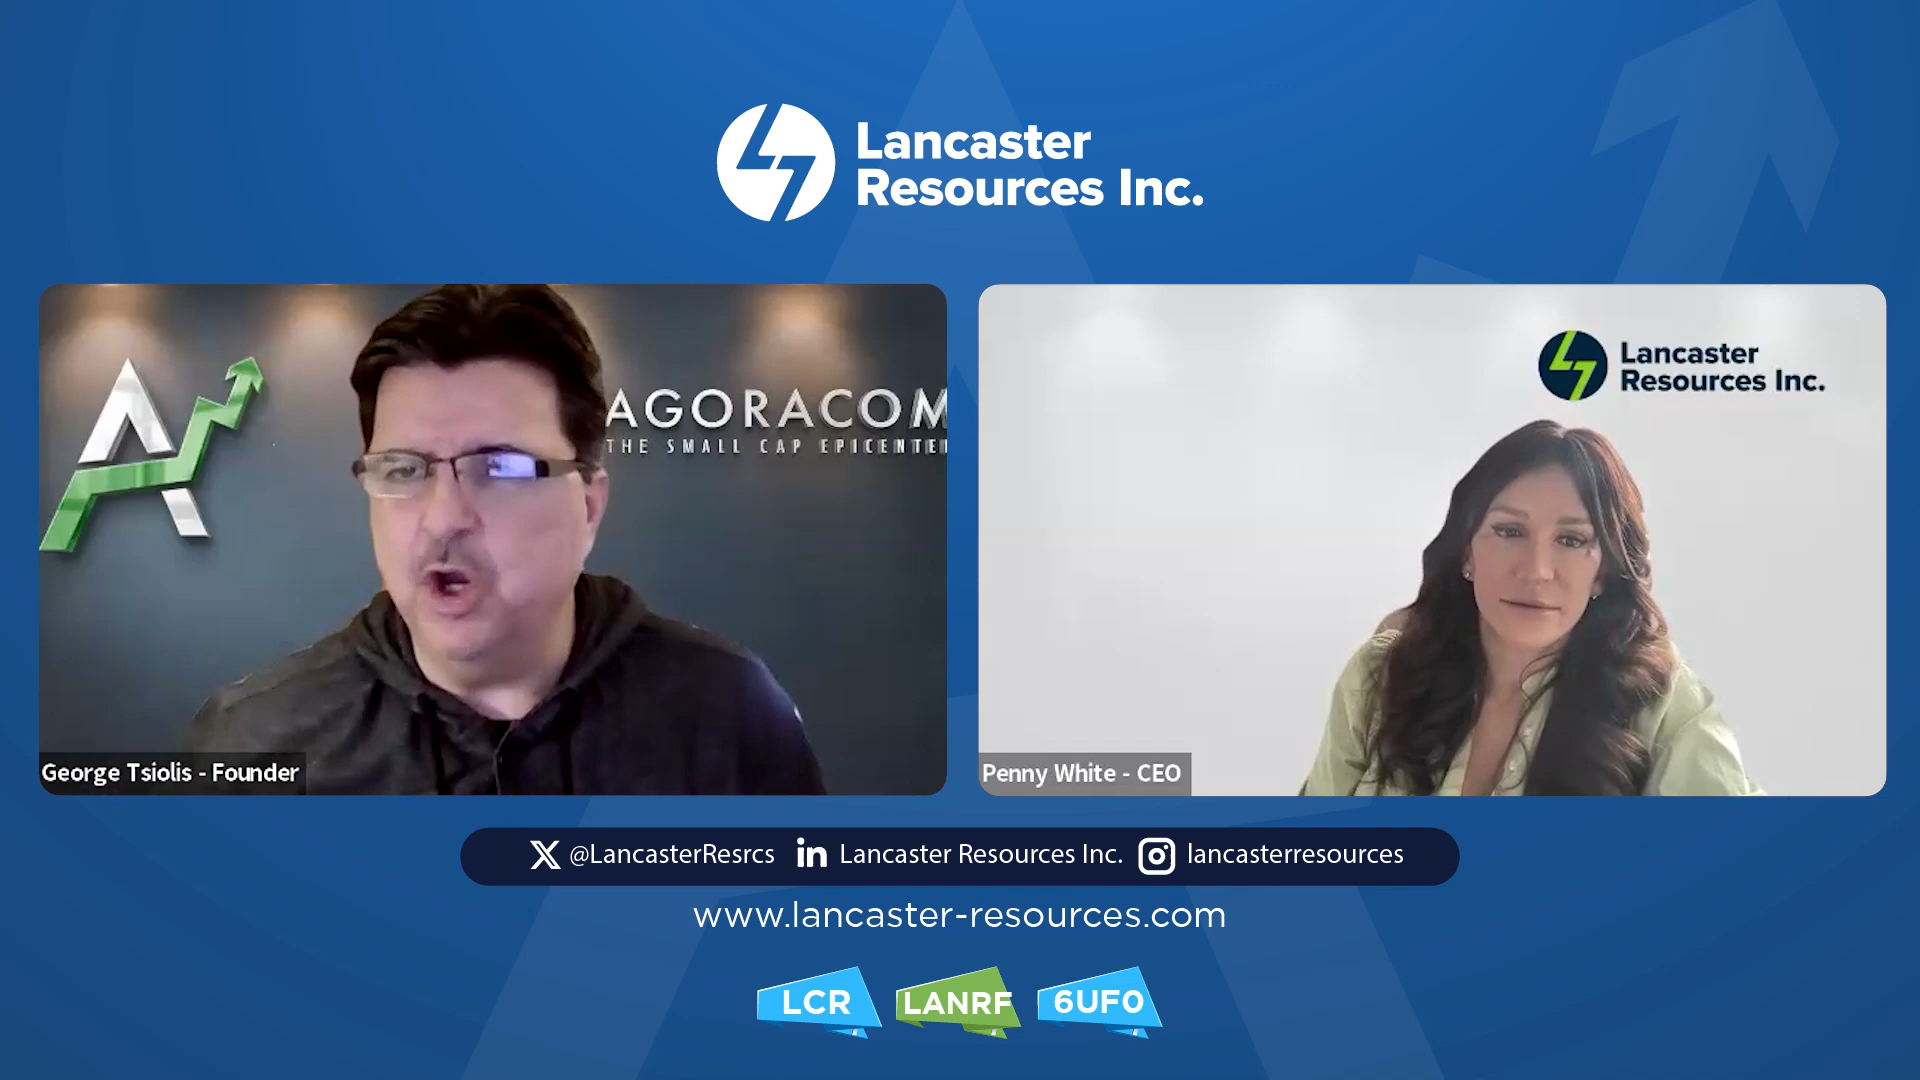 Lancaster
Resources Inc.
AGORACOM
THE SMALL CAP EPICENTE
George Tsiolis - Founder
Lancaster
Resources Inc.
Penny White - CEO
@LancasterResrcs
Lancaster Resources Inc.
lancasterresources
www.lancaster-resources.com
LCR
LANRF
6UF0